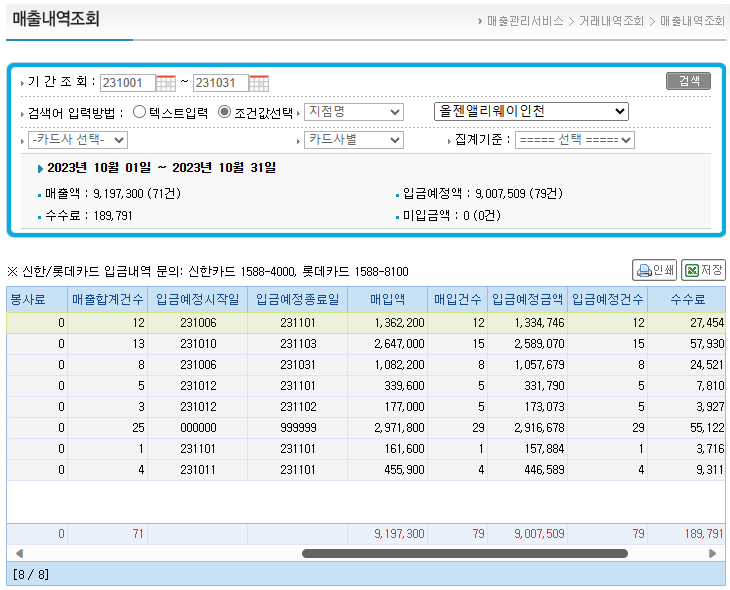 매출내역조회
> 매출관리서비스 > 거래내역조회 > 매출내역조회
기 간 조 회 : 231001 ~ 231031 검색
검색어 입력방법 : 텍스트입력 조건값선택 지점명 올젠앨리웨이인천
-카드사 선택- 카드사별 집계기준 : ===== 선택 =====
2023년 10월 01일 ~ 2023년 10월 31일
매출액 : 9,197,300 (71건) 입금예정액 : 9,007,509 (79건)
수수료 : 189,791 미입금액 : 0 (0건)
※ 신한/롯데카드 입금내역 문의: 신한카드 1588-4000, 롯데카드 1588-8100 인쇄 저장
봉사료 매출합계건수 입금예정시작일 입금예정종료일 매입액 매입건수 입금예정금액 입금예정건수 수수료
0 12 231006 231101 1,362,200 12 1,334,746 12 27,454
0 13 231010 231103 2,647,000 15 2,589,070 15 57,930
0 8 231006 231031 1,082,200 8 1,057,679 8 24,521
0 5 231012 231101 339,600 5 331,790 5 7,810
0 3 231012 231102 177,000 5 173,073 5 3,927
0 25 000000 999999 2,971,800 29 2,916,678 29 55,122
0 1 231101 231101 161,600 1 157,884 1 3,716
0 4 231011 231101 455,900 4 446,589 4 9,311
0 71 9,197,300 79 9,007,509 79 189,791
[8 / 8]